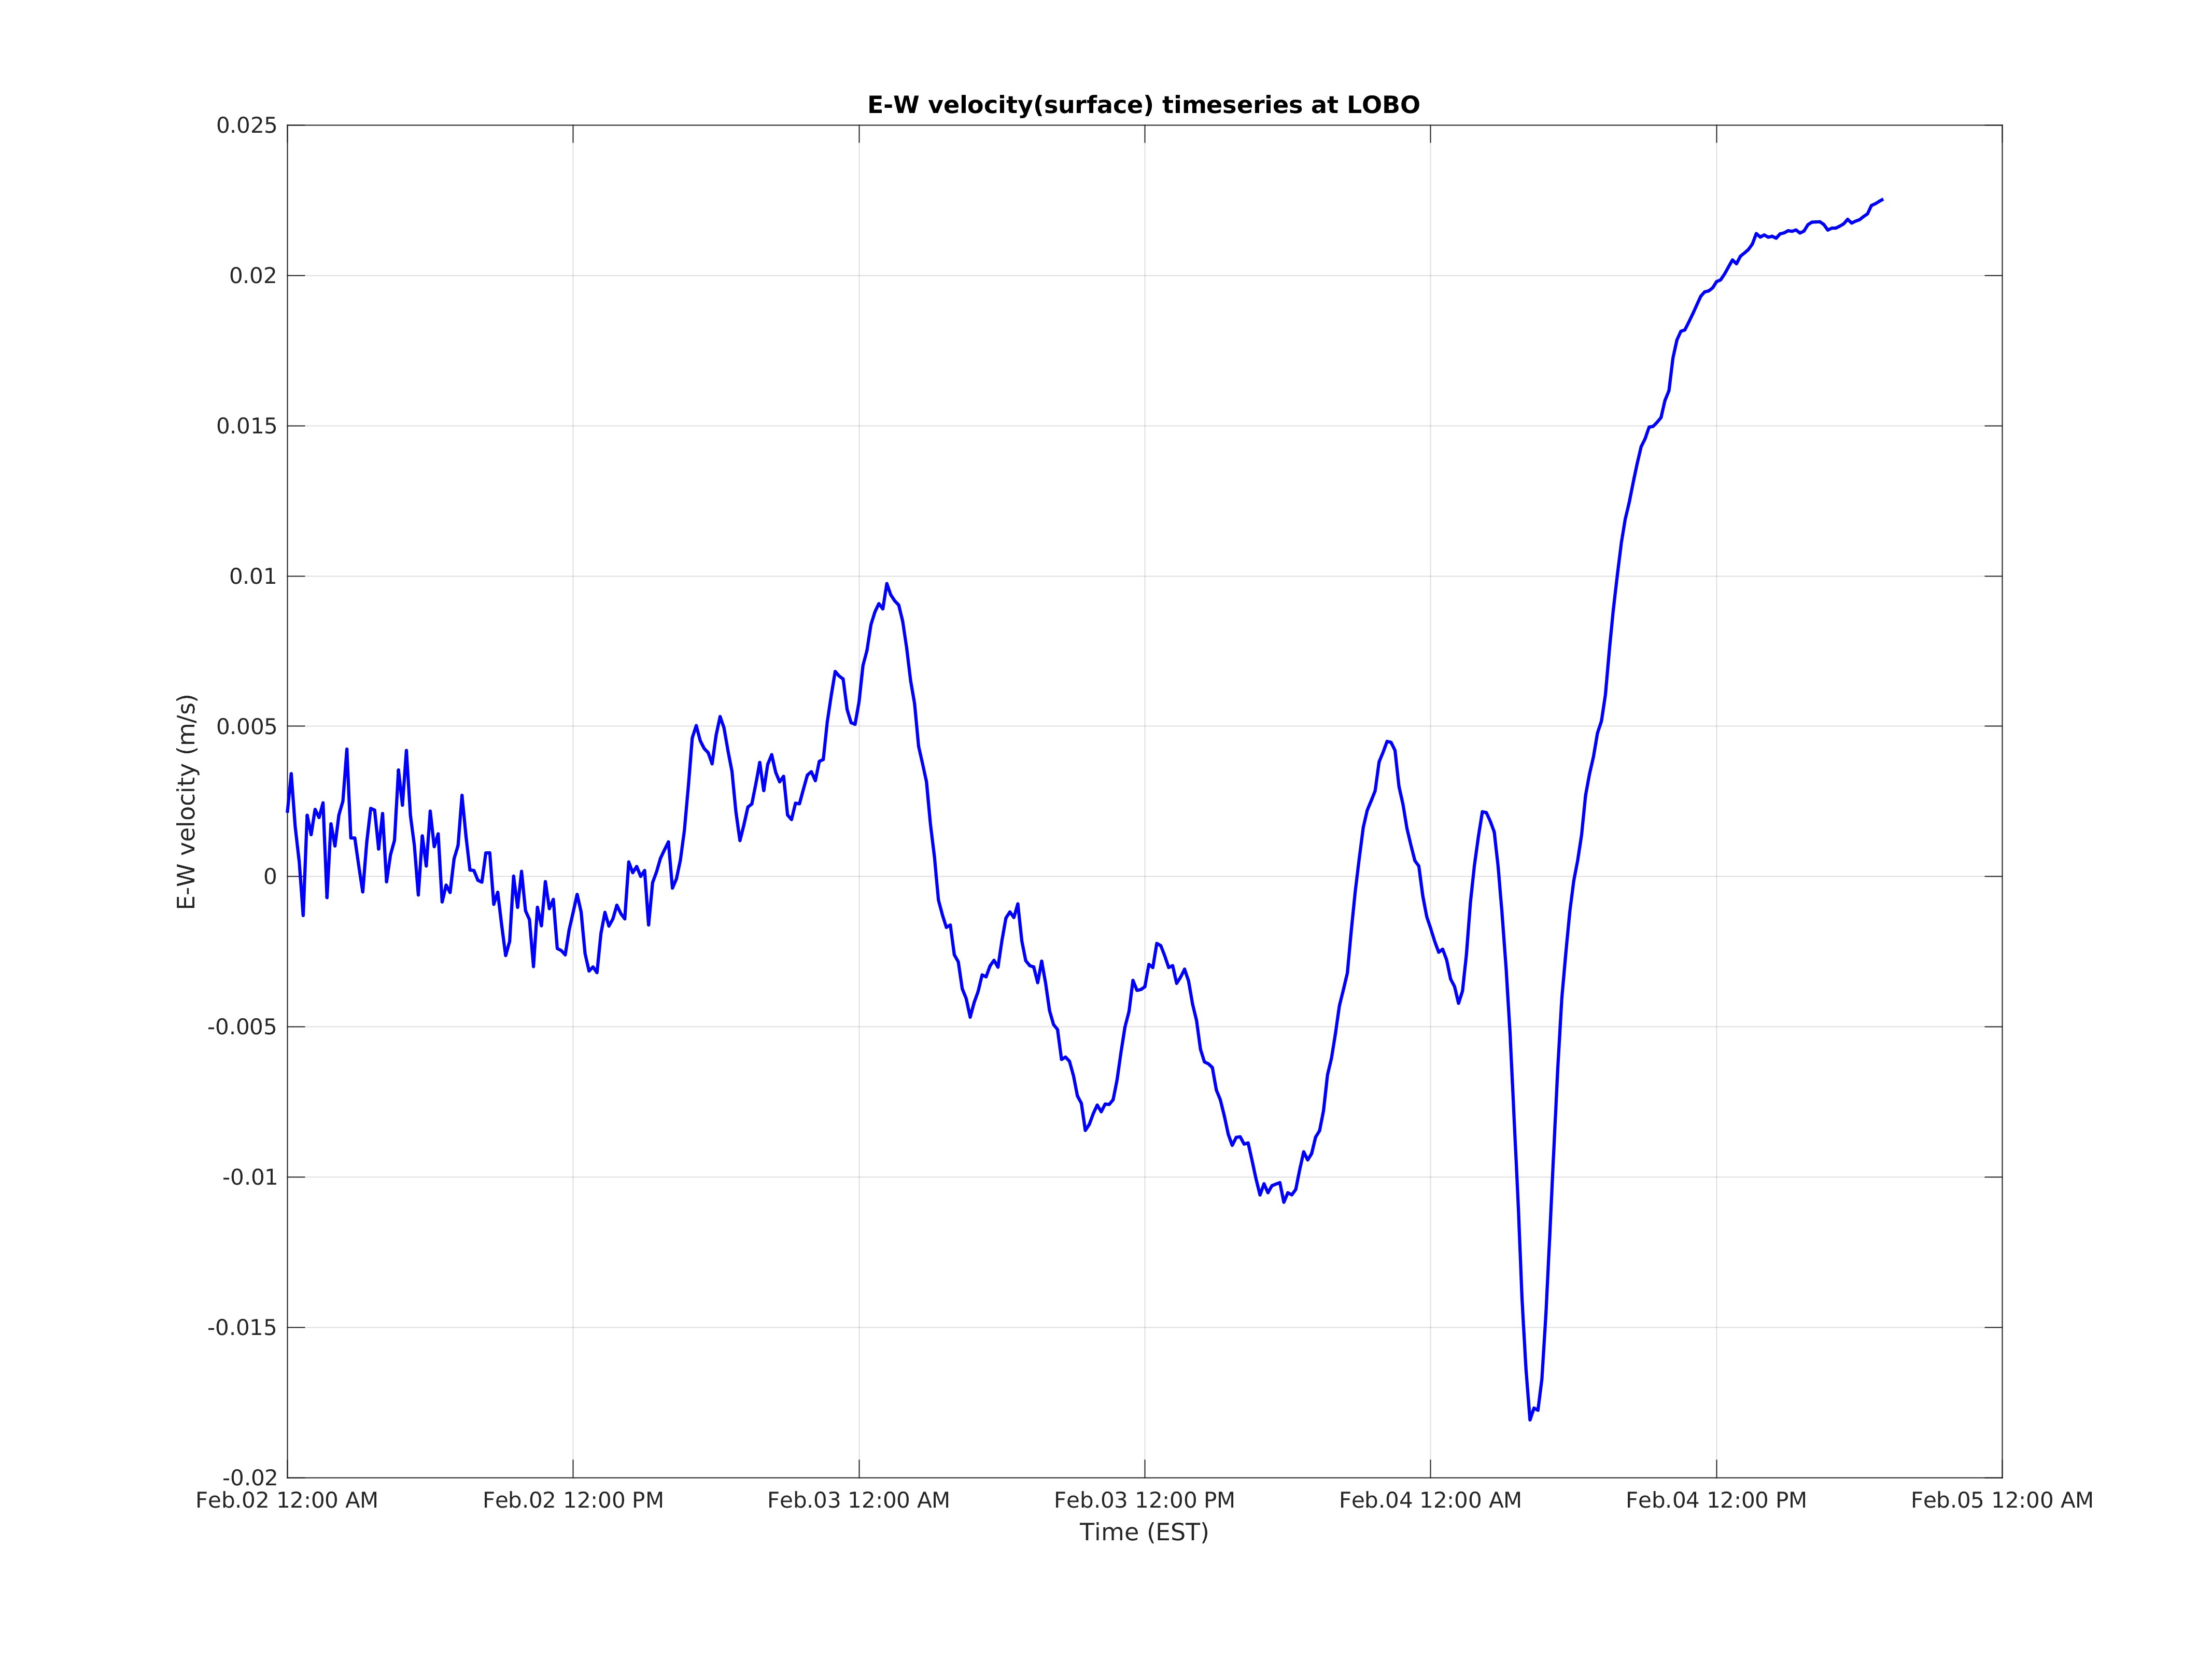 E-W velocity(surface) timeseries at LOBO
0.025
0.02
0.015
0.01
0.005
0
-0.005
-0.01
-0.015
-0.02
E-W velocity (m/s)
Feb.02 12:00 AM Feb.02 12:00 PM Feb.03 12:00 AM Feb.03 12:00 PM Feb.04 12:00 AM Feb.04 12:00 PM Feb.05 12:00 AM
Time (EST)